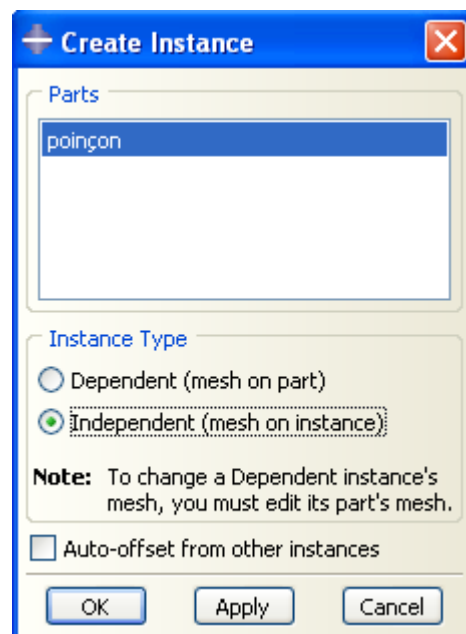 Create Instance
Parts
poinçon
Instance Type
Dependent (mesh on part)
Independent (mesh on instance)
Note: To change a Dependent instance's
mesh, you must edit its part's mesh.
Auto-offset from other instances
OK Apply Cancel